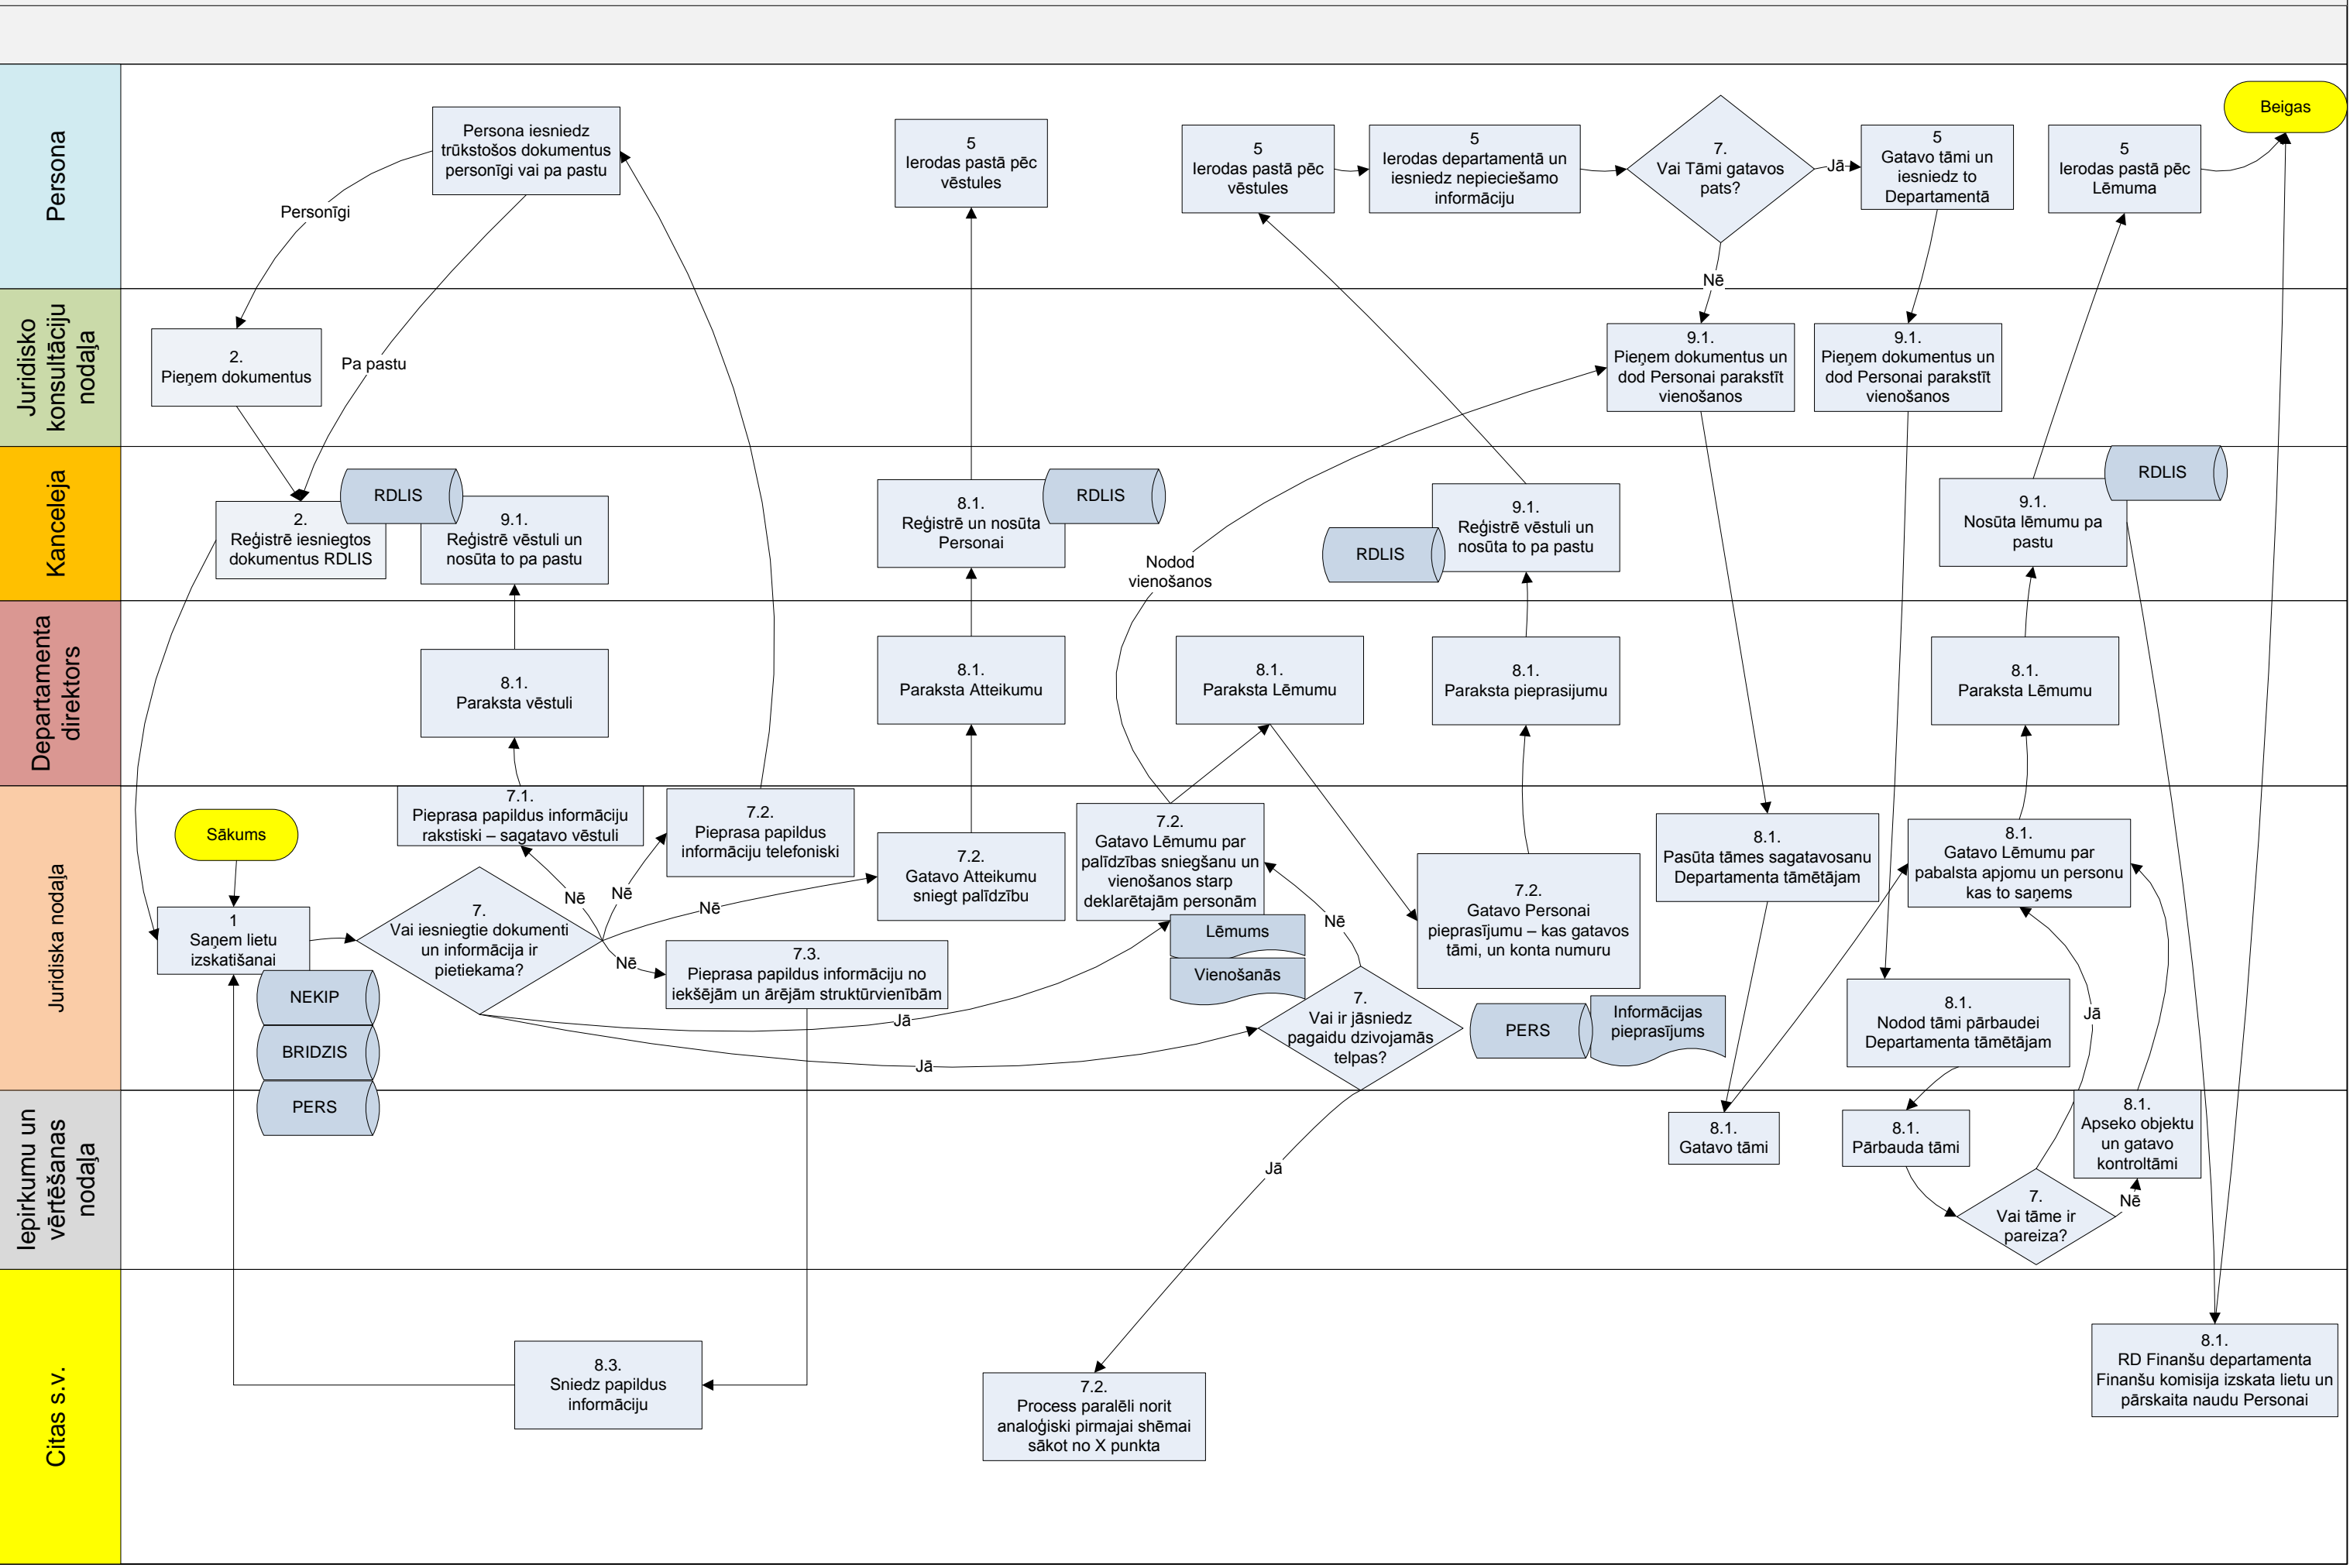 Persona
Persona iesniedz
trūkstošos dokumentus
personīgi vai pa pastu
5
Ierodas pastā pēc
vēstules
5
Ierodas pastā pēc
vēstules
5
Ierodas departamentā un
iesniedz nepieciešamo
informāciju
7.
Vai Tāmi gatavos
pats?
Jā
5
Gatavo tāmi un
iesniedz to
Departamentā
5
Ierodas pastā pēc
Lēmuma
Beigas
Personīgi
Nē
Juridisko
konsultāciju
nodaļa
2.
Pieņem dokumentus
Pa pastu
9.1.
Pieņem dokumentus un
dod Personai parakstīt
vienošanos
9.1.
Pieņem dokumentus un
dod Personai parakstīt
vienošanos
Kanceleja
2.
Reģistrē iesniegtos
dokumentus RDLIS
RDLIS
9.1.
Reģistrē vēstuli un
nosūta to pa pastu
8.1.
Reģistrē un nosūta
Personai
RDLIS
Nodod
vienošanos
RDLIS
9.1.
Reģistrē vēstuli un
nosūta to pa pastu
9.1.
Nosūta lēmumu pa
pastu
RDLIS
Departamenta
direktors
8.1.
Paraksta vēstuli
8.1.
Paraksta Atteikumu
8.1.
Paraksta Lēmumu
8.1.
Paraksta pieprasijumu
8.1.
Paraksta Lēmumu
Juridiska nodaļa
Sākums
1
Saņem lietu
izskatīšanai
NEKIP
BRIDZIS
PERS
7.
Vai iesniegtie dokumenti
un informācija ir
pietiekama?
7.1.
Pieprasa papildus informāciju
rakstiski – sagatavo vēstuli
Nē
Nē
Nē
Nē
7.2.
Pieprasa papildus
informāciju telefoniski
7.3.
Pieprasa papildus informāciju no
iekšējām un ārējām struktūrvienībām
7.2.
Gatavo Atteikumu
sniegt palīdzību
Jā
Jā
7.2.
Gatavo Lēmumu par
palīdzības sniegšanu un
vienošanos starp
deklarētajām personām
Lēmums
Vienošanās
Nē
7.
Vai ir jāsniedz
pagaidu dzivojamās
telpas?
7.2.
Gatavo Personai
pieprasījumu – kas gatavos
tāmi, un konta numuru
PERS
Informācijas
pieprasījums
8.1.
Pasūta tāmes sagatavosanu
Departamenta tāmētājam
8.1.
Gatavo Lēmumu par
pabalsta apjomu un personu
kas to saņems
8.1.
Nodod tāmi pārbaudei
Departamenta tāmētājam
Jā
Iepirkumu un
vērtēšanas
nodaļa
Jā
8.1.
Gatavo tāmi
8.1.
Pārbauda tāmi
7.
Vai tāme ir
pareiza?
Nē
8.1.
Apseko objektu
un gatavo
kontroltāmi
Citas s.v.
8.3.
Sniedz papildus
informāciju
7.2.
Process paralēli norit
analoģiski pirmajai shēmai
sākot no X punkta
8.1.
RD Finanšu departamenta
Finanšu komisija izskata lietu un
pārskaita naudu Personai